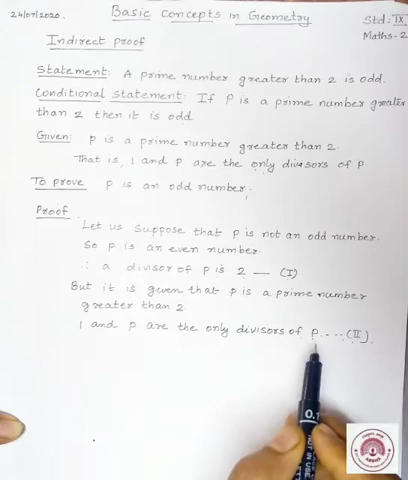 24/07/2020.
Basic Concepts in Geometry
Std: IX
Maths-2
Indirect proof
Statement: A prime number greater than 2 is odd.
Conditional statement: If P is a prime number greater
than 2 then it is odd
Given: p is a prime number greater than 2.
That is, 1 and p are the only divisors of p
To prove p is an odd number.
Proof
Let us suppose that p is not an odd number.
So p is an even number.
∴ a divisor of p is 2 — (I)
But it is given that p is a prime number
greater than 2
1 and p are the only divisors of p .... (II)
0.1